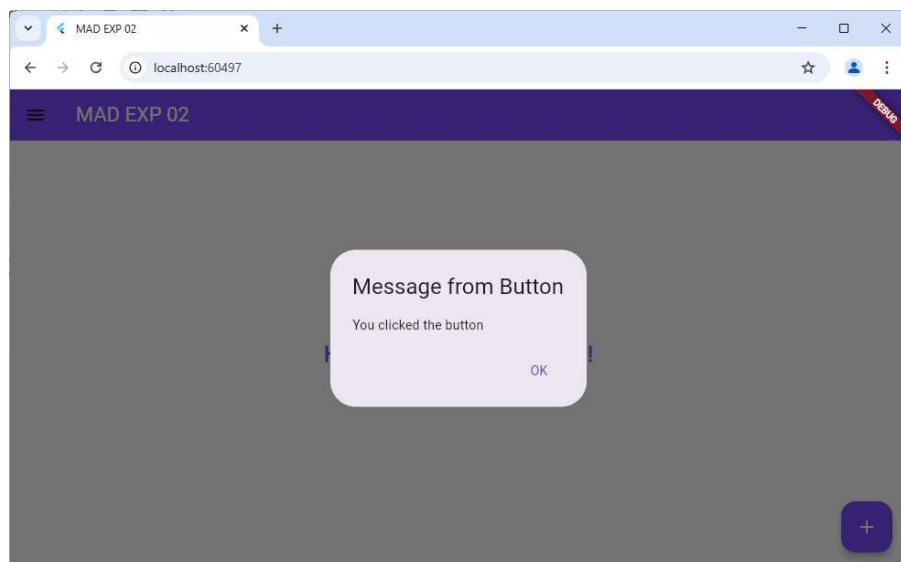 MAD EXP 02
localhost:60497
MAD EXP 02
DEBUG
Message from Button
You clicked the button
OK